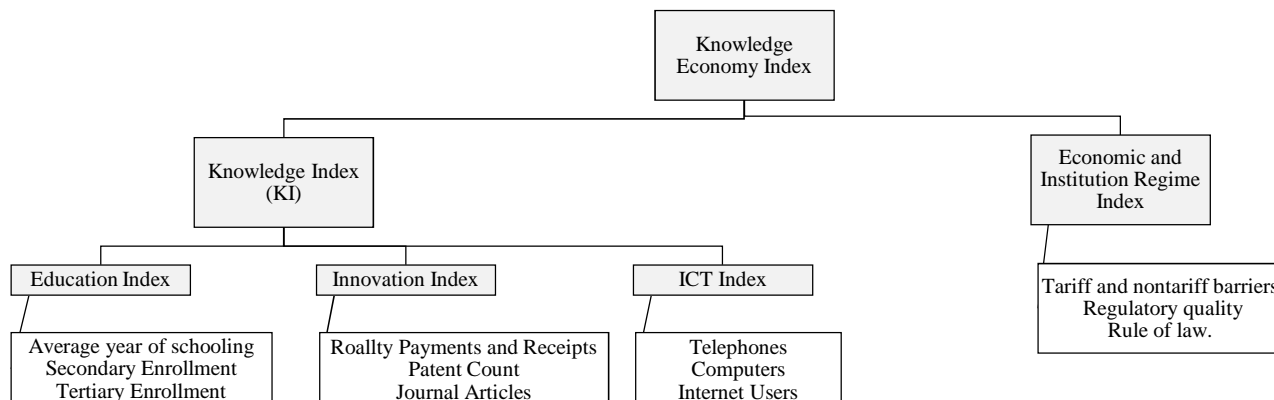 Knowledge
Economy Index
Knowledge Index
(KI)
Economic and
Institution Regime
Index
Education Index
Innovation Index
ICT Index
Tariff and nontariff barriers
Regulatory quality
Rule of law.
Average year of schooling
Secondary Enrollment
Tertiary Enrollment
Roallty Payments and Receipts
Patent Count
Journal Articles
Telephones
Computers
Internet Users